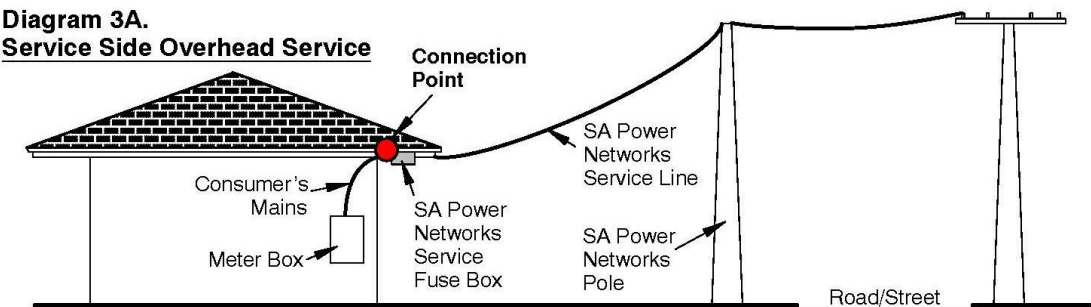 Diagram 3A.
Service Side Overhead Service
Connection
Point
SA Power
Networks
Service Line
Consumer's
Mains
SA Power
Networks
Service
Fuse Box
Meter Box
SA Power
Networks
Pole
Road/Street